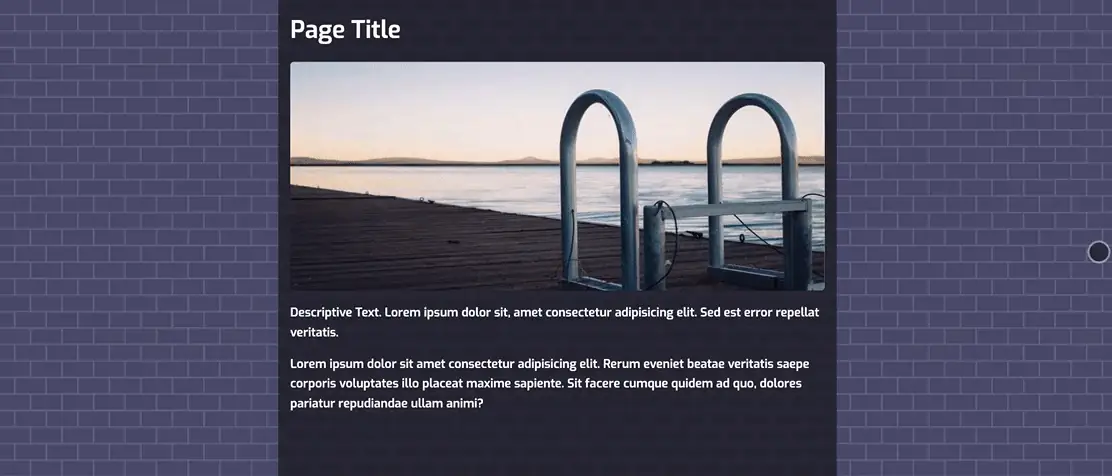 Page Title
Descriptive Text. Lorem ipsum dolor sit, amet consectetur adipisicing elit. Sed est error repellat
veritatis.
Lorem ipsum dolor sit amet consectetur adipisicing elit. Rerum eveniet beatae veritatis saepe
corporis voluptates illo placeat maxime sapiente. Sit facere cumque quidem ad quo, dolores
pariatur repudiandae ullam animi?